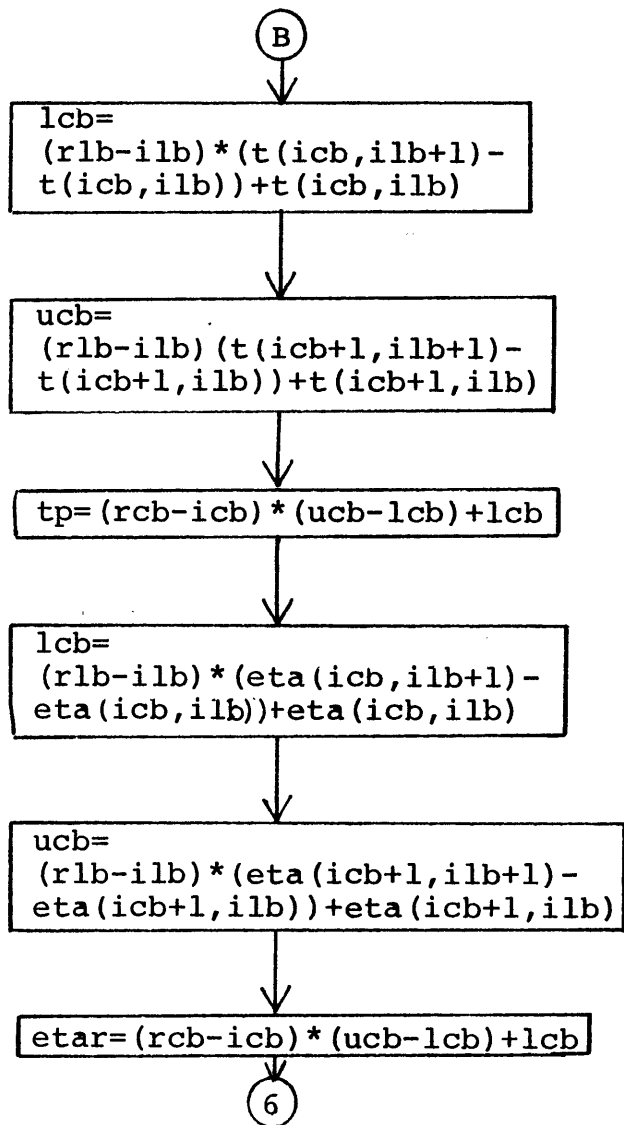 B
lcb=
(rlb-ilb)*(t(icb,ilb+1)-
t(icb,ilb))+t(icb,ilb)
ucb=
(rlb-ilb)(t(icb+1,ilb+1)-
t(icb+1,ilb))+t(icb+1,ilb)
tp=(rcb-icb)*(ucb-lcb)+lcb
lcb=
(rlb-ilb)*(eta(icb,ilb+1)-
eta(icb,ilb))+eta(icb,ilb)
ucb=
(rlb-ilb)*(eta(icb+1,ilb+1)-
eta(icb+1,ilb))+eta(icb+1,ilb)
etar=(rcb-icb)*(ucb-lcb)+lcb
6